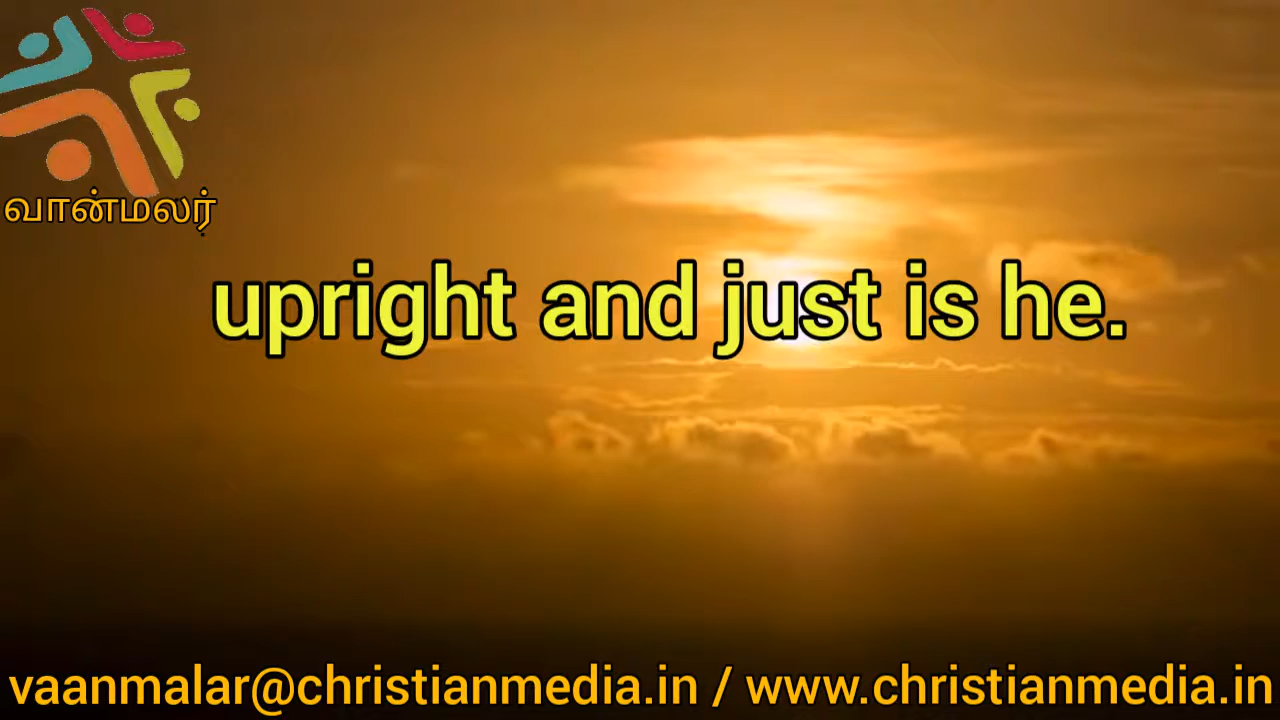 வான்மலர்
upright and just is he.
vaanmalar@christianmedia.in / www.christianmedia.in